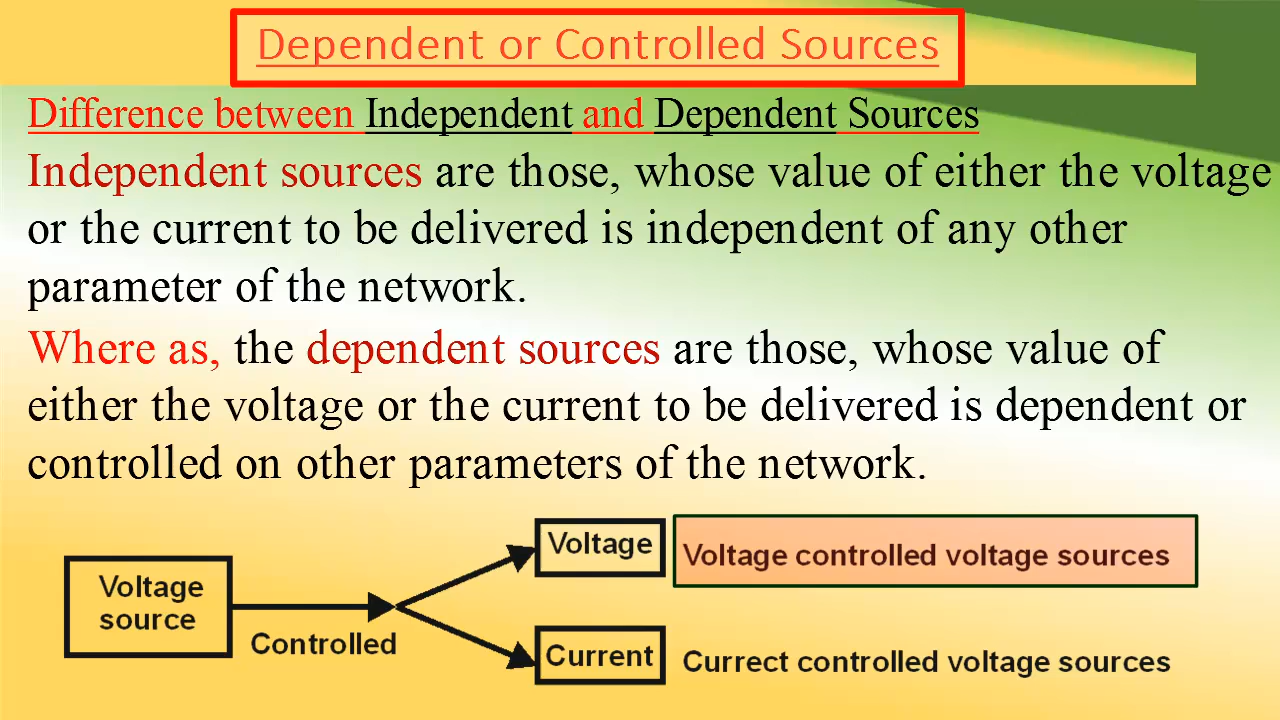 Dependent or Controlled Sources
Difference between Independent and Dependent Sources
Independent sources are those, whose value of either the voltage
or the current to be delivered is independent of any other
parameter of the network.
Where as, the dependent sources are those, whose value of
either the voltage or the current to be delivered is dependent or
controlled on other parameters of the network.
Voltage
source
Controlled
Voltage
Voltage controlled voltage sources
Current
Currect controlled voltage sources